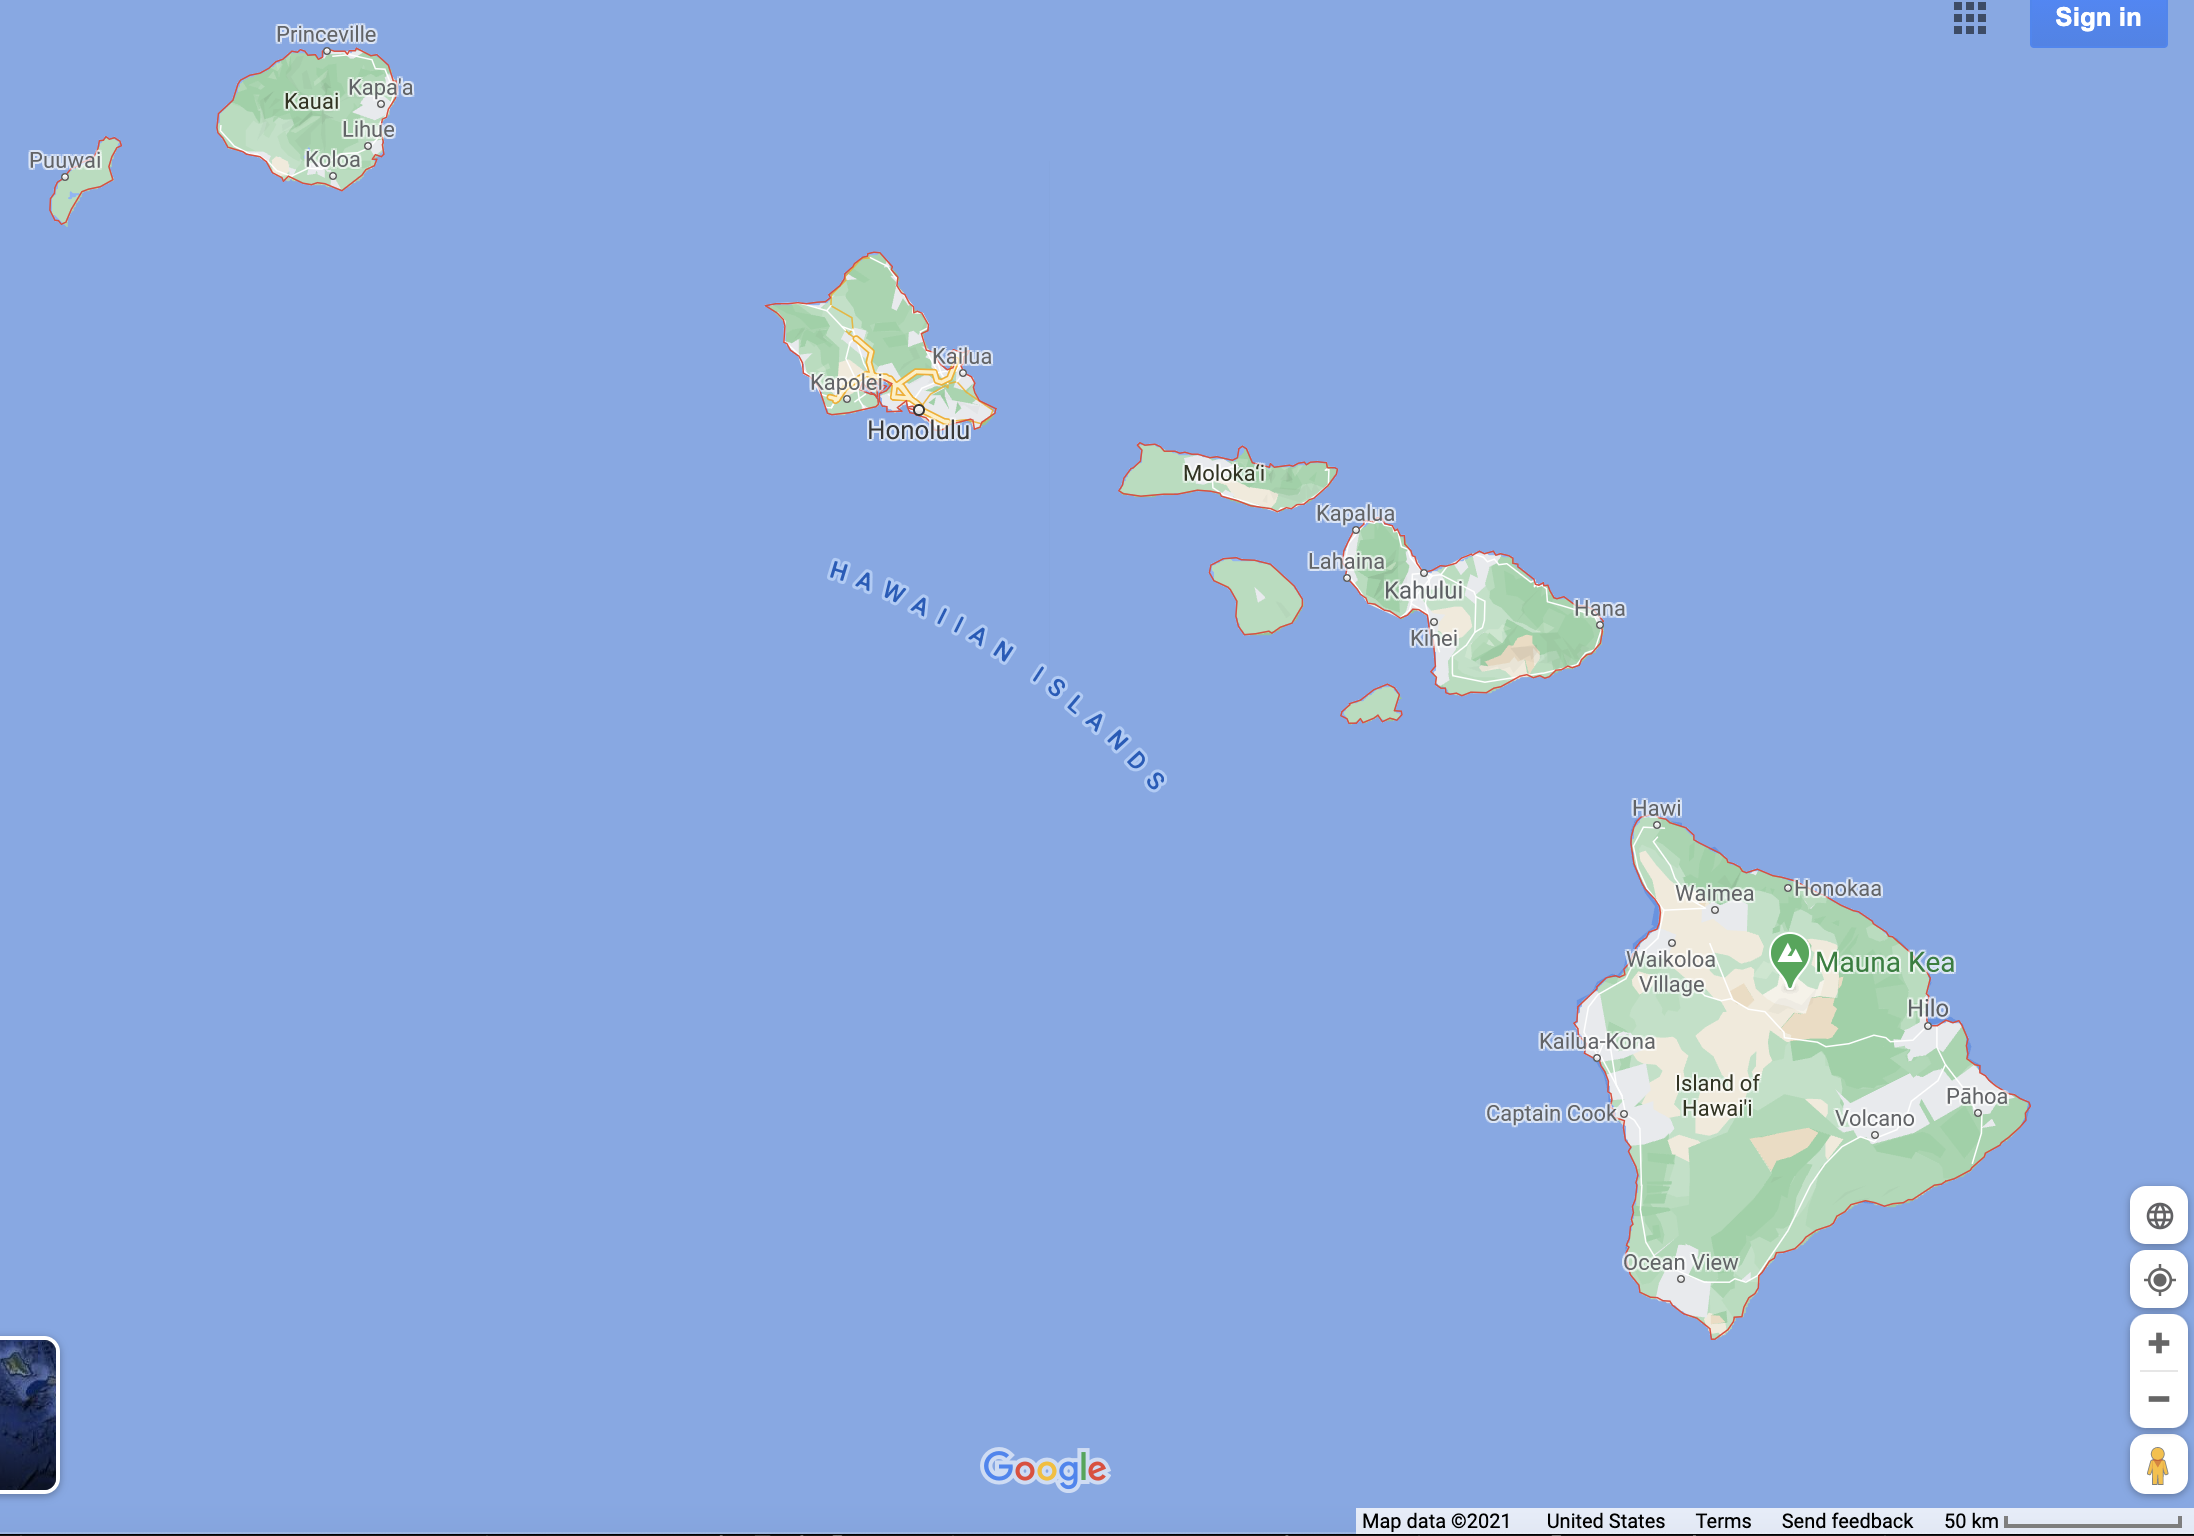 Sign in
Princeville
Kapa'a
Kauai
Lihue
Koloa
Puuwai
Kailua
Kapolei
Honolulu
Moloka'i
Kapalua
Lahaina
Kahului
Hana
Kihei
HAWAIIAN ISLANDS
Hawi
Honokaa
Waimea
Waikoloa
Village
Mauna Kea
Hilo
Kailua-Kona
Island of
Hawai'i
Captain Cook
Pāhoa
Volcano
Ocean View
Google
Map data ©2021 United States Terms Send feedback 50 km